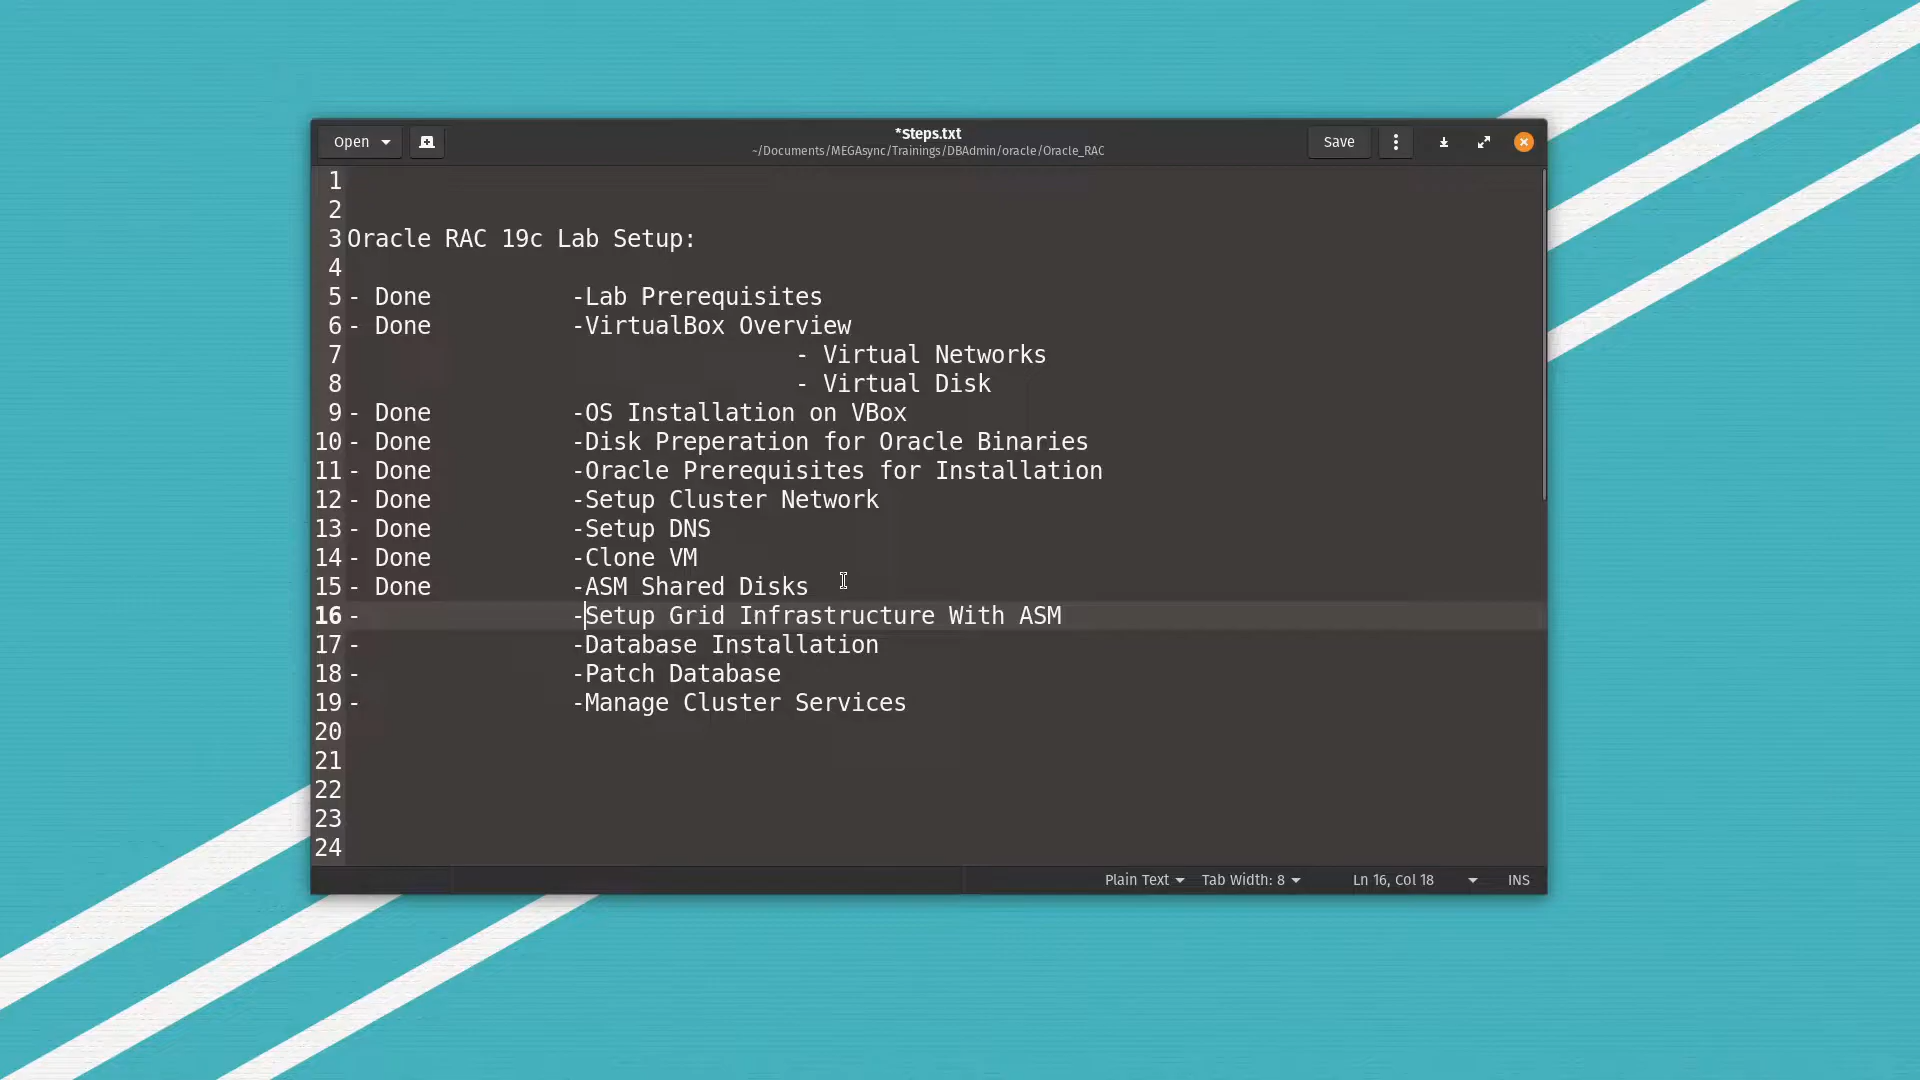 Open
*Steps.txt
~/Documents/MEGAsync/Trainings/DBAdmin/oracle/Oracle_RAC
Save
1
2
3 Oracle RAC 19c Lab Setup:
4
5 - Done -Lab Prerequisites
6 - Done -VirtualBox Overview
7 - Virtual Networks
8 - Virtual Disk
9 - Done -OS Installation on VBox
10 - Done -Disk Preperation for Oracle Binaries
11 - Done -Oracle Prerequisites for Installation
12 - Done -Setup Cluster Network
13 - Done -Setup DNS
14 - Done -Clone VM
15 - Done -ASM Shared Disks
16 - -Setup Grid Infrastructure With ASM
17 - -Database Installation
18 - -Patch Database
19 - -Manage Cluster Services
20
21
22
23
24
Plain Text Tab Width: 8 Ln 16, Col 18 INS